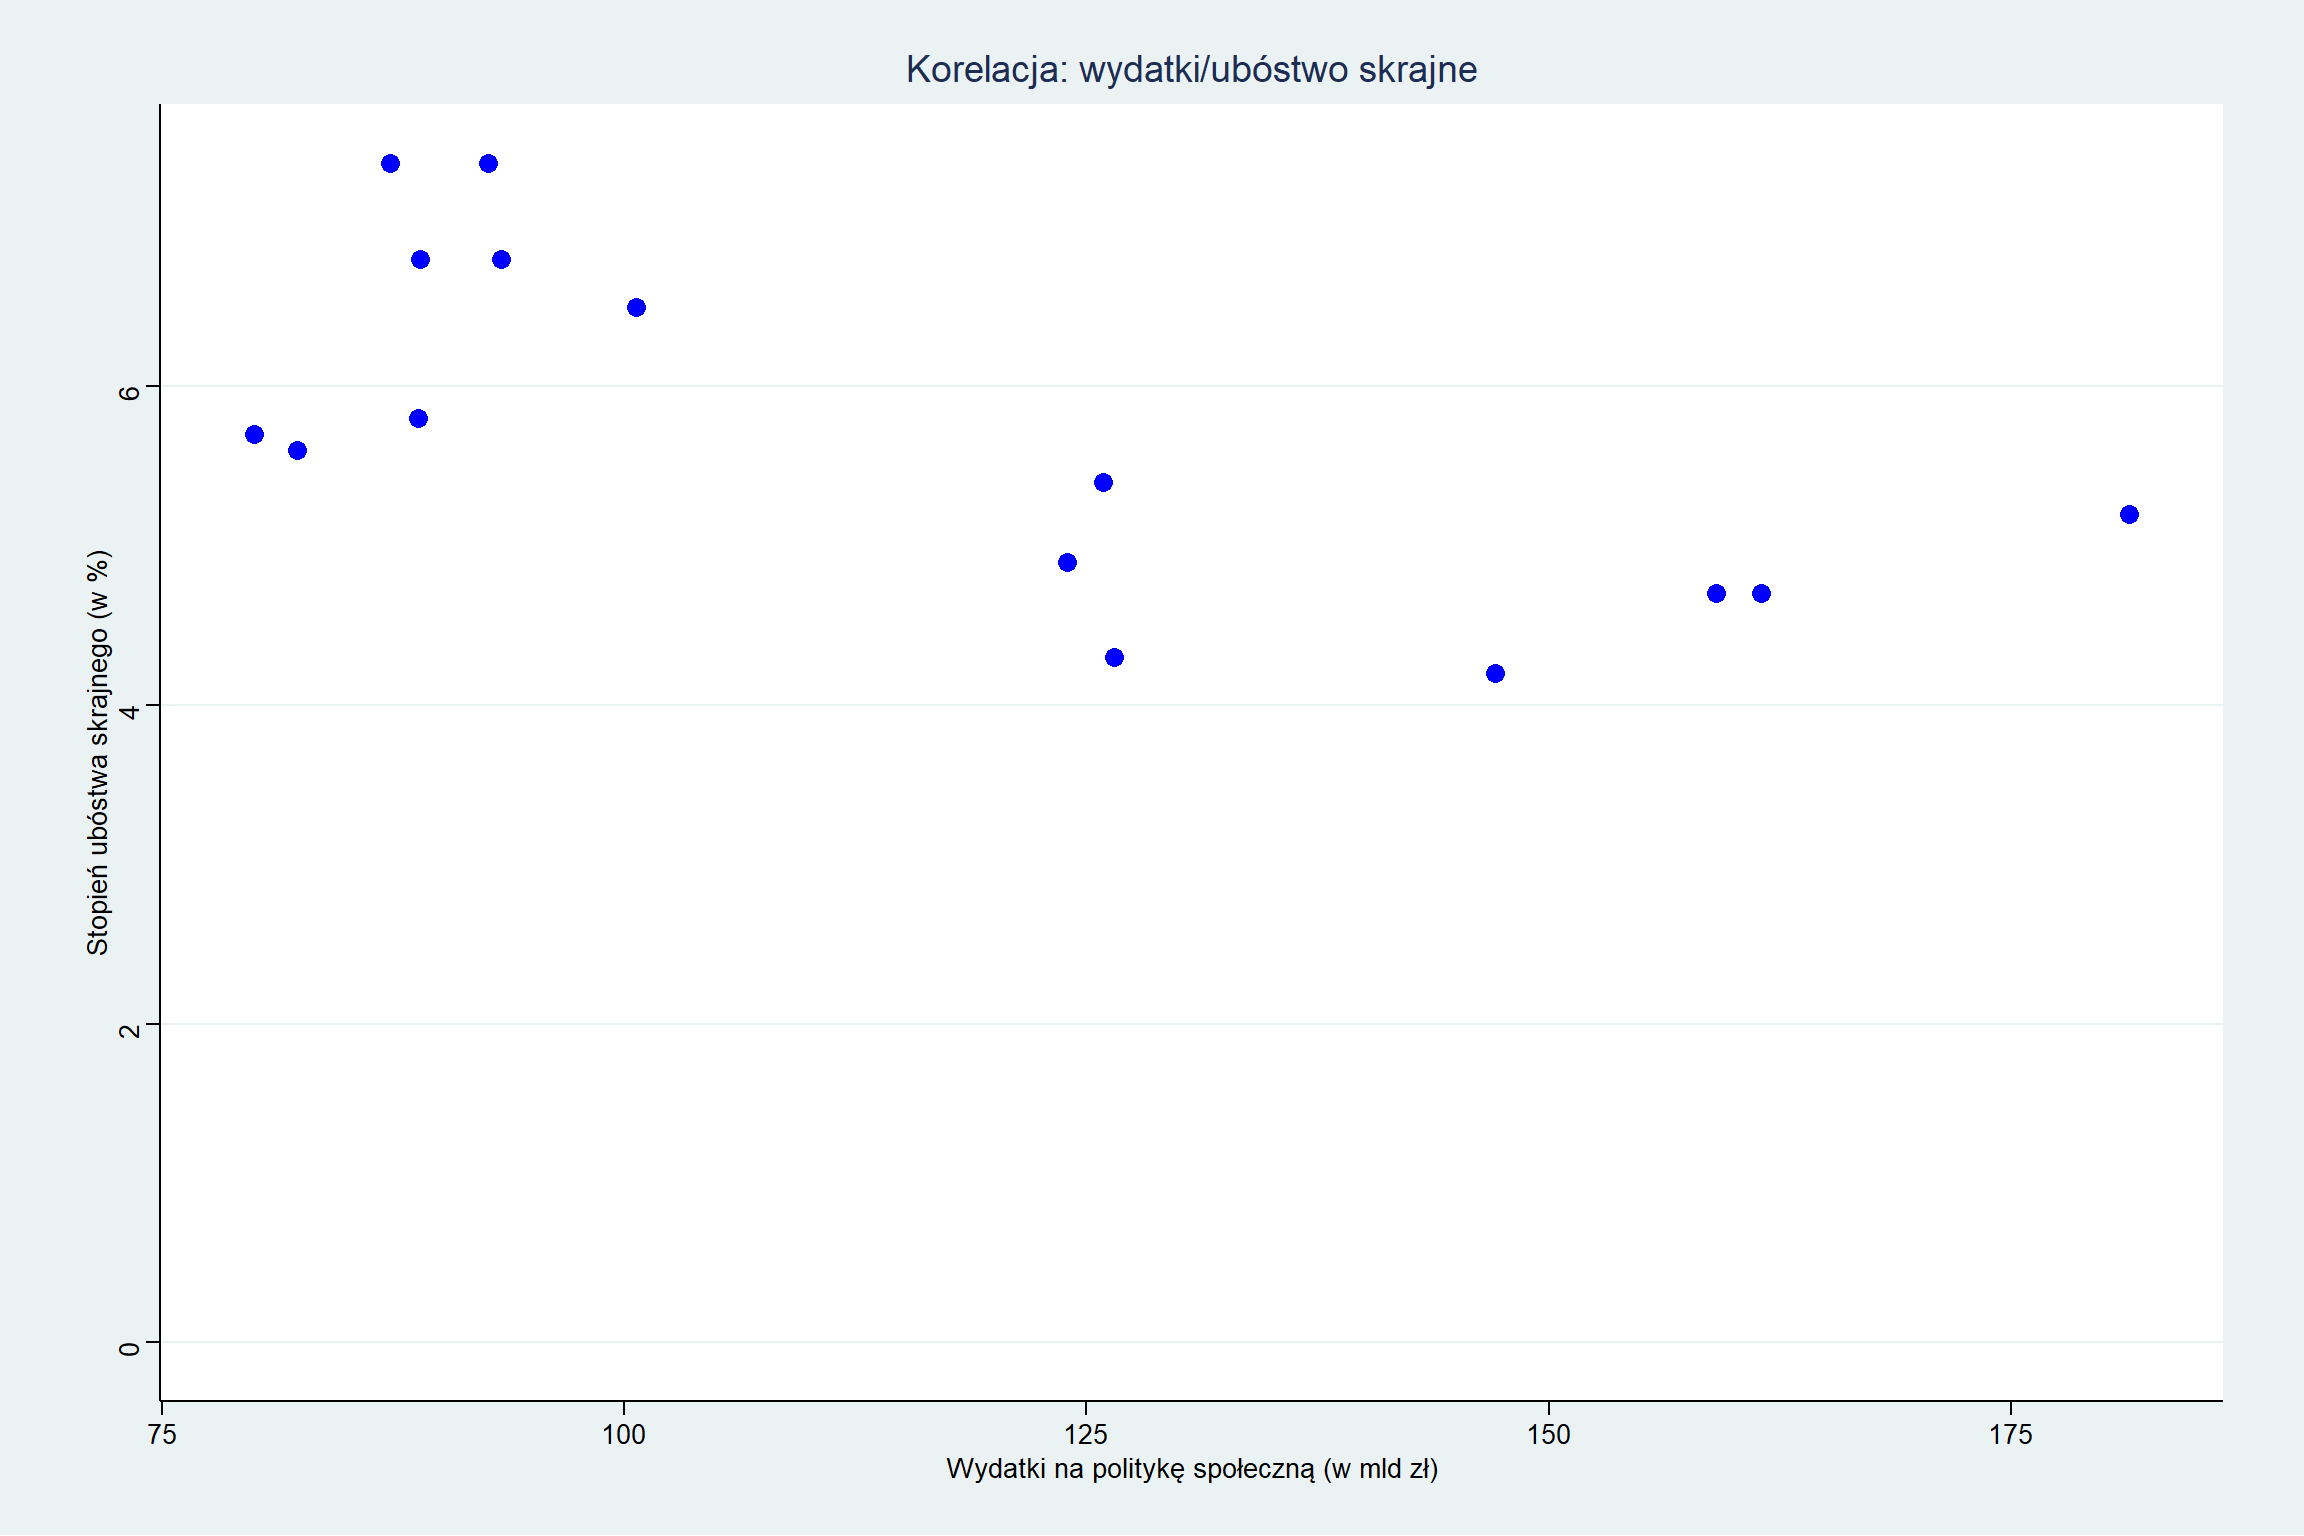 Korelacja: wydatki/ubóstwo skrajne
Stopień ubóstwa skrajnego (w %)
6
4
2
0
75 100 125 150 175
Wydatki na politykę społeczną (w mld zł)